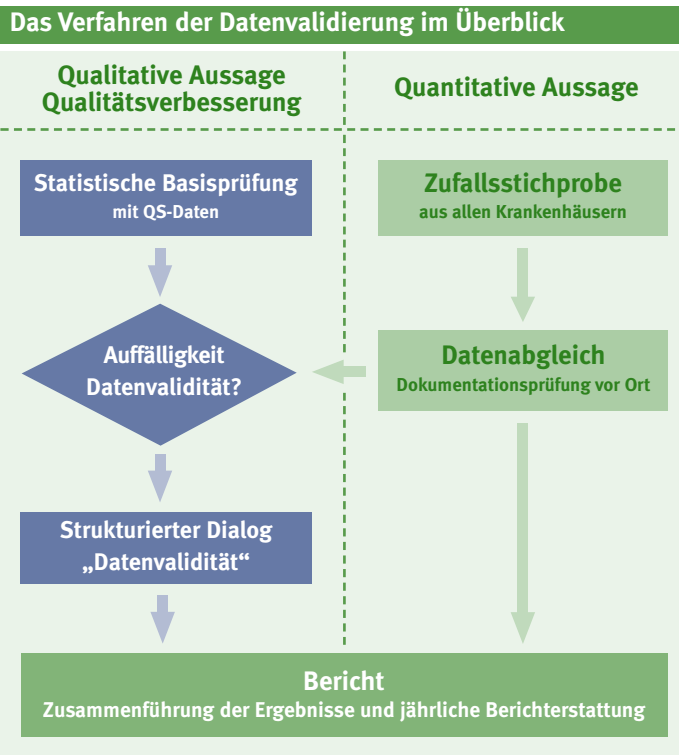 Das Verfahren der Datenvalidierung im Überblick
Qualitative Aussage
Qualitätsverbesserung
Quantitative Aussage
Statistische Basisprüfung
mit QS-Daten
Zufallsstichprobe
aus allen Krankenhäusern
Auffälligkeit
Datenvalidität?
Datenabgleich
Dokumentationsprüfung vor Ort
Strukturierter Dialog
„Datenvalidität“
Bericht
Zusammenführung der Ergebnisse und jährliche Berichterstattung